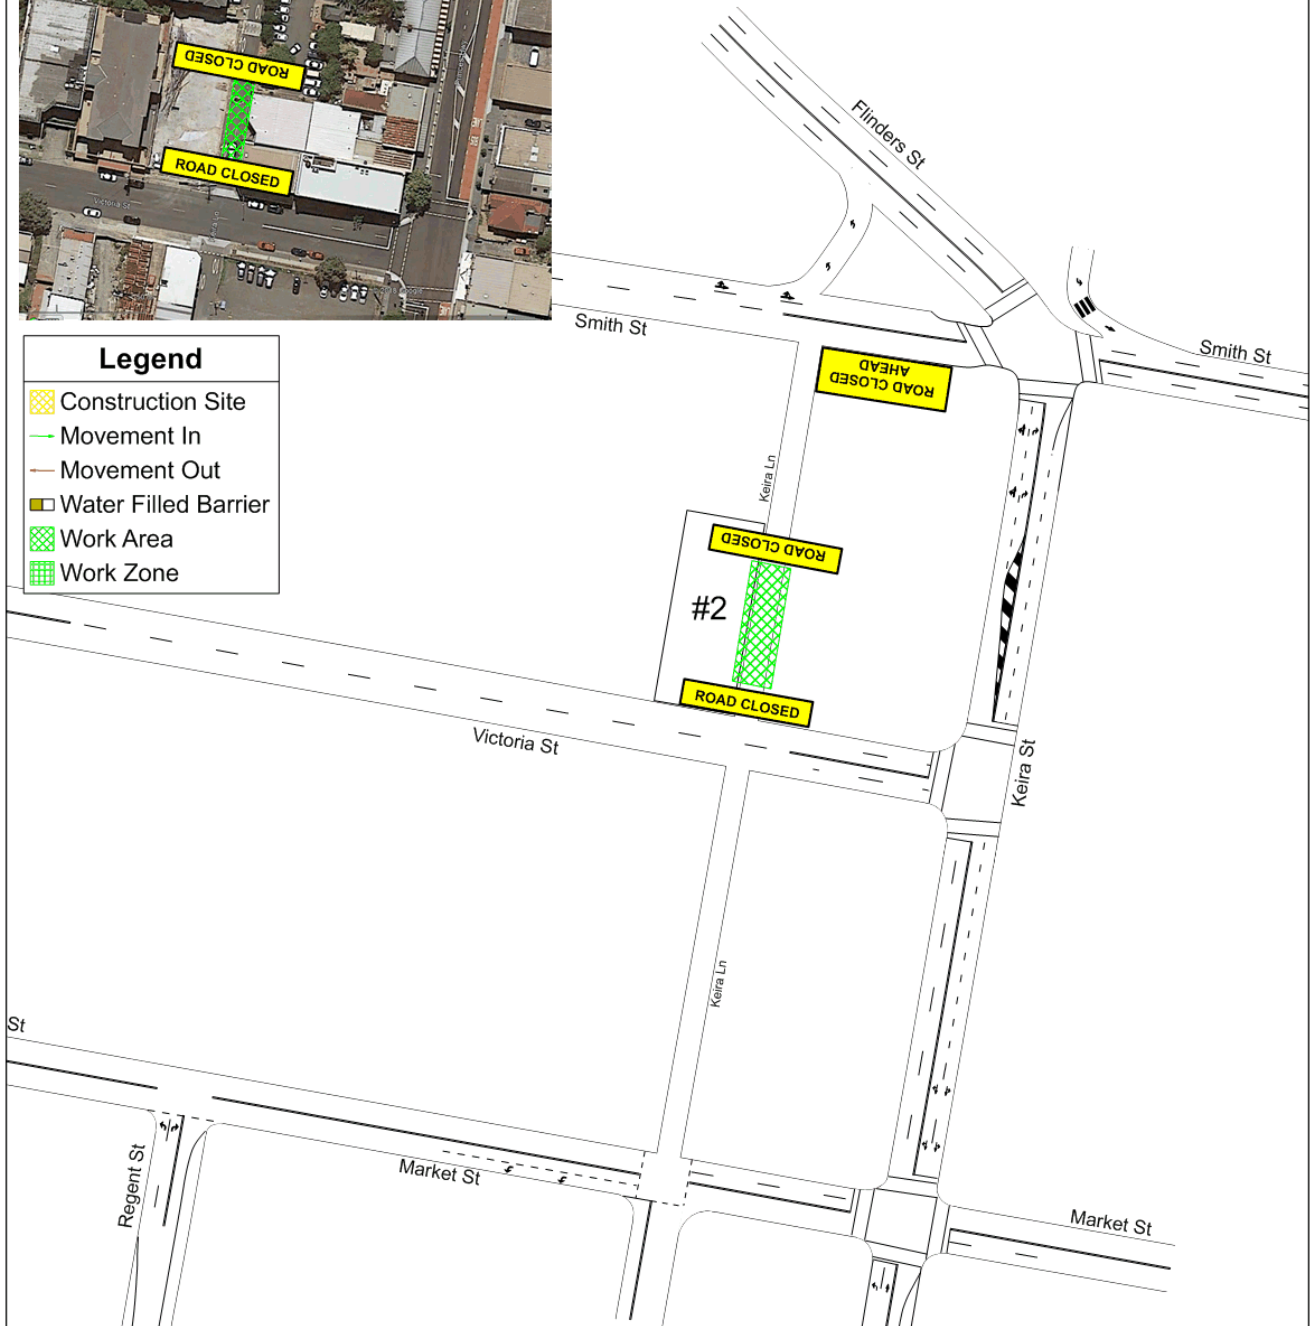 ROAD CLOSED
ROAD CLOSED
Victoria St
Flinders St
Smith St
Smith St
Legend
Construction Site
Movement In
Movement Out
Water Filled Barrier
Work Area
Work Zone
ROAD CLOSED
AHEAD
Keira Ln
ROAD CLOSED
#2
ROAD CLOSED
Victoria St
Keira St
Keira Ln
St
Market St
Regent St
Market St